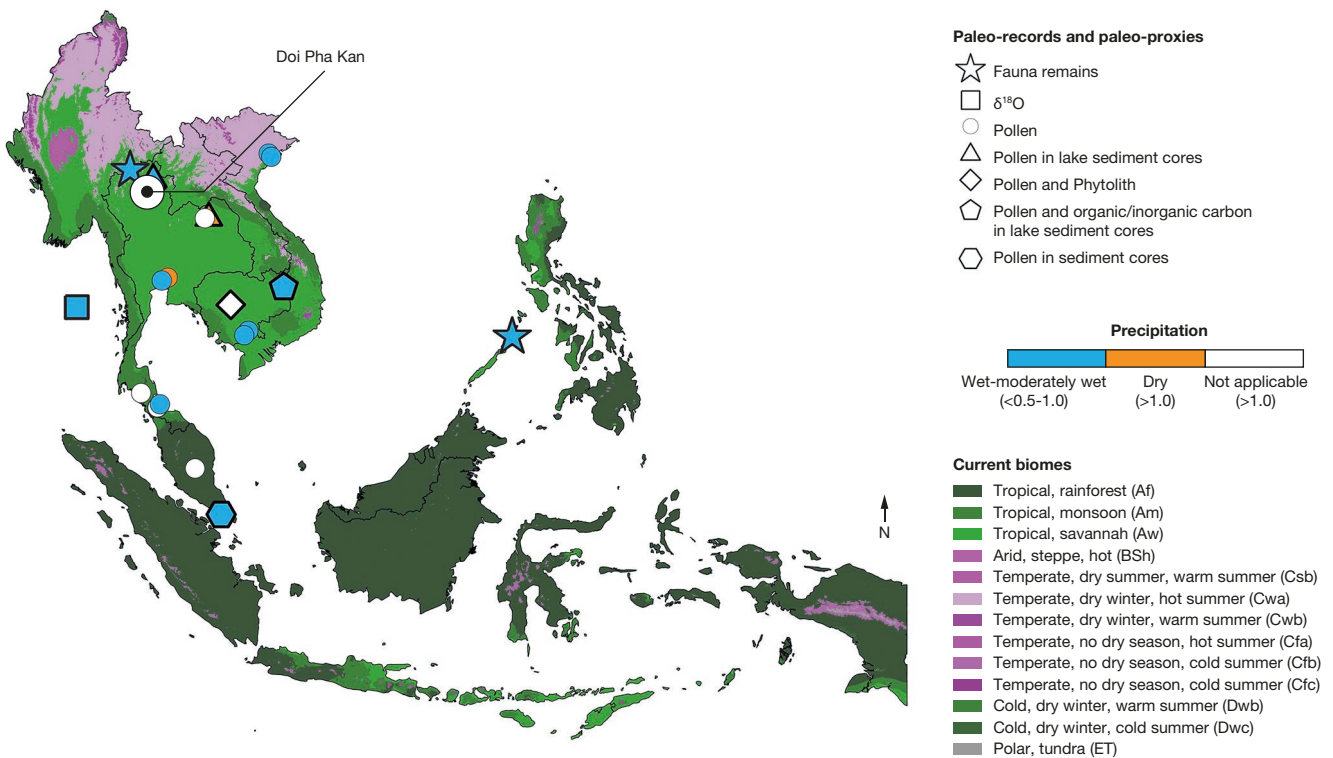 Doi Pha Kan
Paleo-records and paleo-proxies
Fauna remains
δ¹⁸O
Pollen
Pollen in lake sediment cores
Pollen and Phytolith
Pollen and organic/inorganic carbon
in lake sediment cores
Pollen in sediment cores
Precipitation
Wet-moderately wet
(<0.5-1.0)
Dry
(>1.0)
Not applicable
(>1.0)
N
Current biomes
Tropical, rainforest (Af)
Tropical, monsoon (Am)
Tropical, savannah (Aw)
Arid, steppe, hot (BSh)
Temperate, dry summer, warm summer (Csb)
Temperate, dry winter, hot summer (Cwa)
Temperate, dry winter, warm summer (Cwb)
Temperate, no dry season, hot summer (Cfa)
Temperate, no dry season, cold summer (Cfb)
Temperate, no dry season, cold summer (Cfc)
Cold, dry winter, warm summer (Dwb)
Cold, dry winter, cold summer (Dwc)
Polar, tundra (ET)